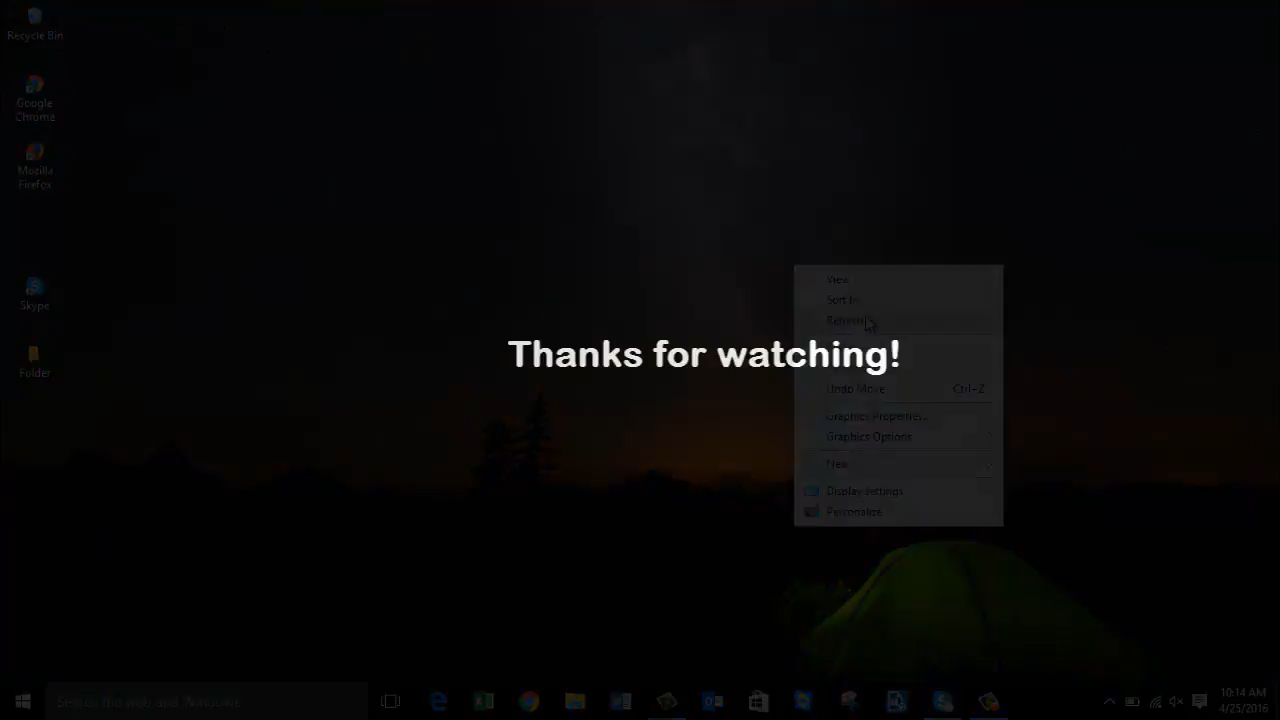 Recycle Bin
Google
Chrome
Mozilla
Firefox
Skype
Folder
View
Sort by
Refresh
Thanks for watching!
Undo Move Ctrl+Z
Graphics Properties...
Graphics Options
New
Display settings
Personalize
Search the web and Windows
10:14 AM
4/25/2016